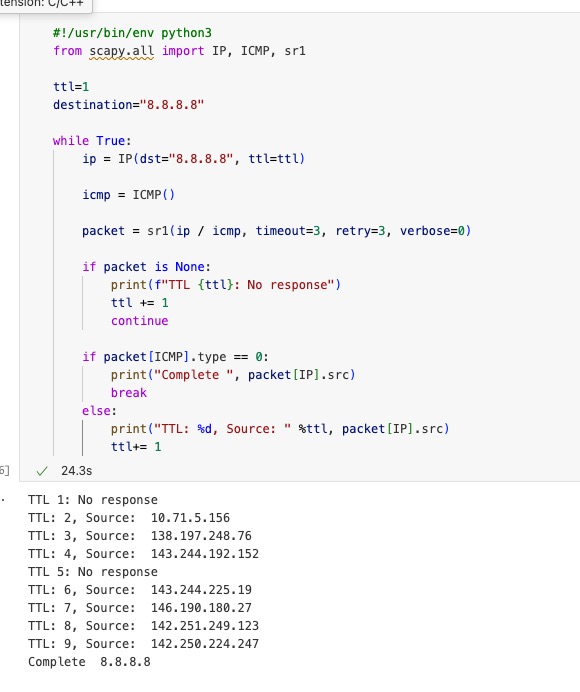 tension: C/C++
#!/usr/bin/env python3
from scapy.all import IP, ICMP, sr1
ttl=1
destination="8.8.8.8"
while True:
    ip = IP(dst="8.8.8.8", ttl=ttl)
    icmp = ICMP()
    packet = sr1(ip / icmp, timeout=3, retry=3, verbose=0)
    if packet is None:
        print(f"TTL {ttl}: No response")
        ttl += 1
        continue
    if packet[ICMP].type == 0:
        print("Complete ", packet[IP].src)
        break
    else:
        print("TTL: %d, Source: " %ttl, packet[IP].src)
        ttl+= 1
6] ✓ 24.3s
TTL 1: No response
TTL: 2, Source:  10.71.5.156
TTL: 3, Source:  138.197.248.76
TTL: 4, Source:  143.244.192.152
TTL 5: No response
TTL: 6, Source:  143.244.225.19
TTL: 7, Source:  146.190.180.27
TTL: 8, Source:  142.251.249.123
TTL: 9, Source:  142.250.224.247
Complete  8.8.8.8